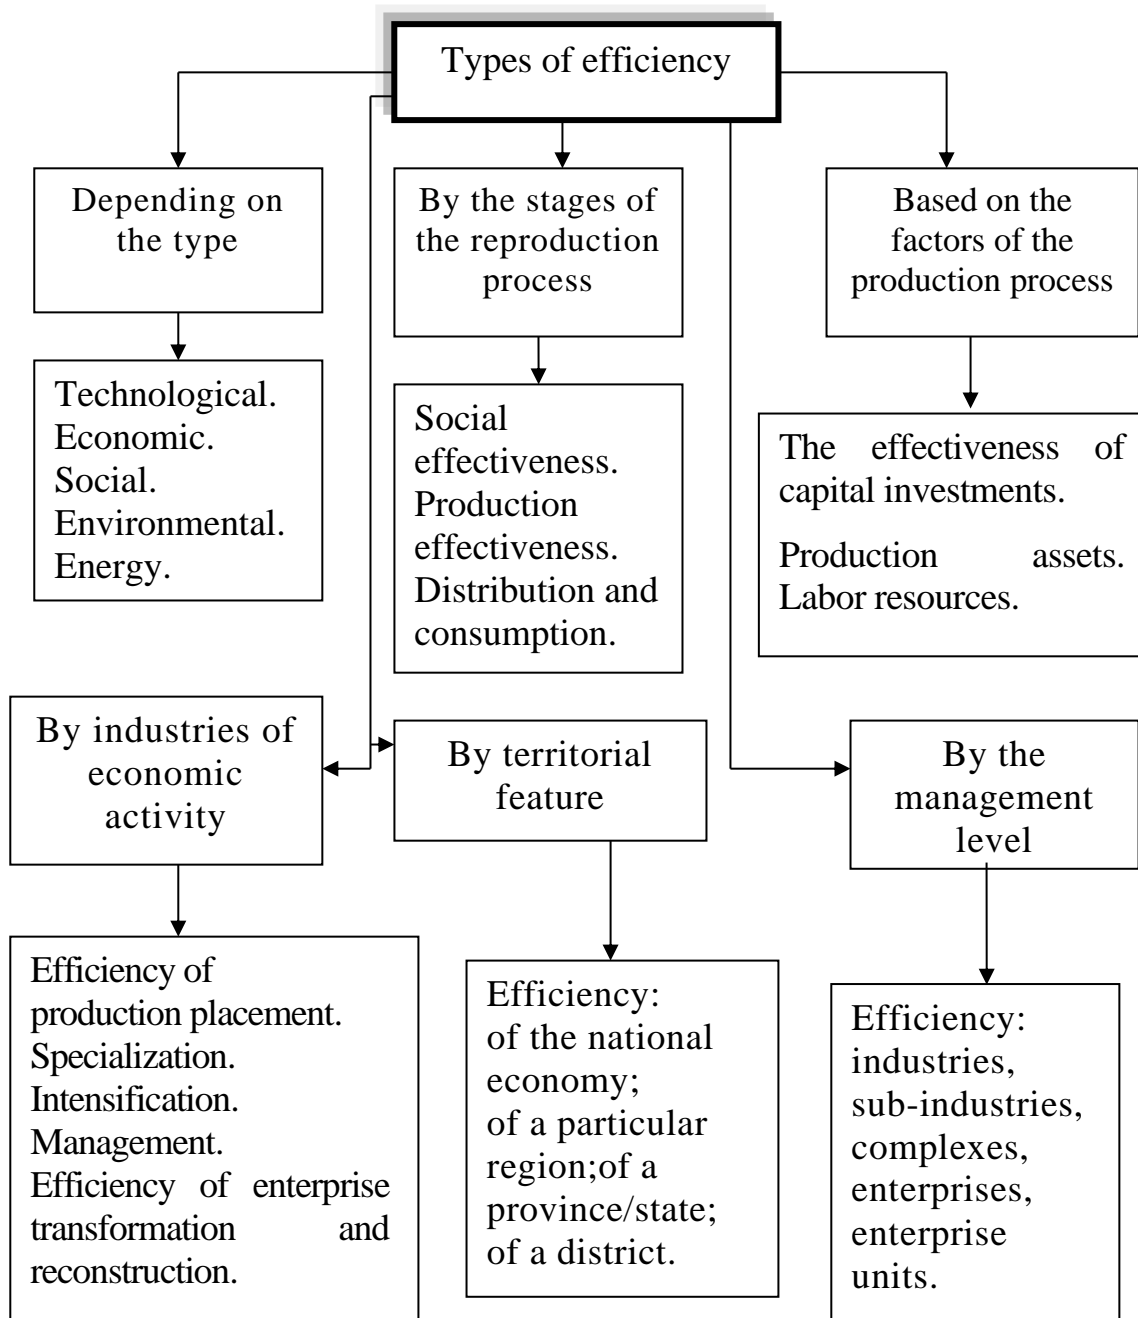 Types of efficiency
Depending on
the type
By the stages of
the reproduction
process
Based on the
factors of the
production process
Technological.
Economic.
Social.
Environmental.
Energy.
Social
effectiveness.
Production
effectiveness.
Distribution and
consumption.
The effectiveness of
capital investments.
Production assets.
Labor resources.
By industries of
economic
activity
By territorial
feature
By the
management
level
Efficiency of
production placement.
Specialization.
Intensification.
Management.
Efficiency of enterprise
transformation and
reconstruction.
Efficiency:
of the national
economy;
of a particular
region;of a
province/state;
of a district.
Efficiency:
industries,
sub-industries,
complexes,
enterprises,
enterprise
units.